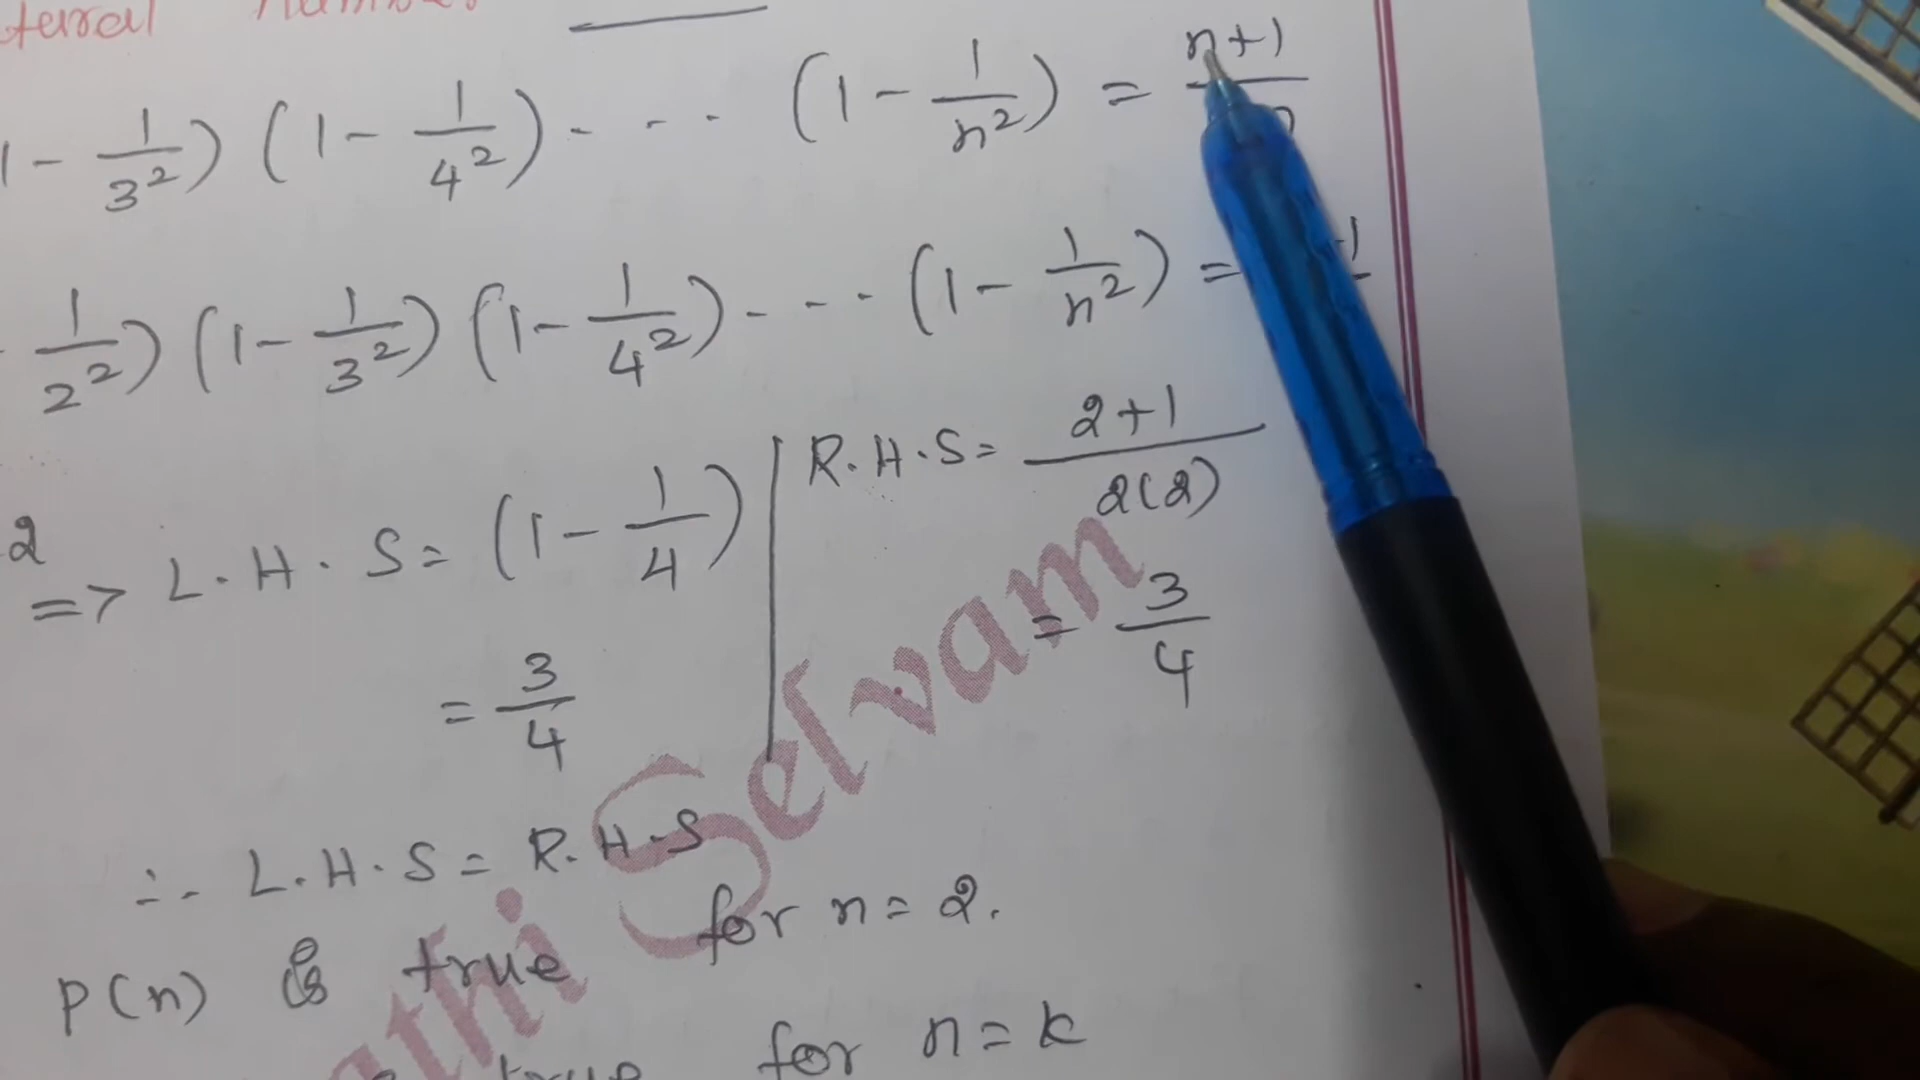 1 - 1/3²) (1 - 1/4²) - - - (1 - 1/n²) = n+1
1/2²) (1 - 1/3²) (1 - 1/4²) - - - (1 - 1/n²) =
2 => L.H.S = (1 - 1/4) | R.H.S = 2+1/2(2)
= 3/4 = 3/4
∴ L.H.S = R.H.S
P(n) is true for n = 2.
for n = k
Selvam